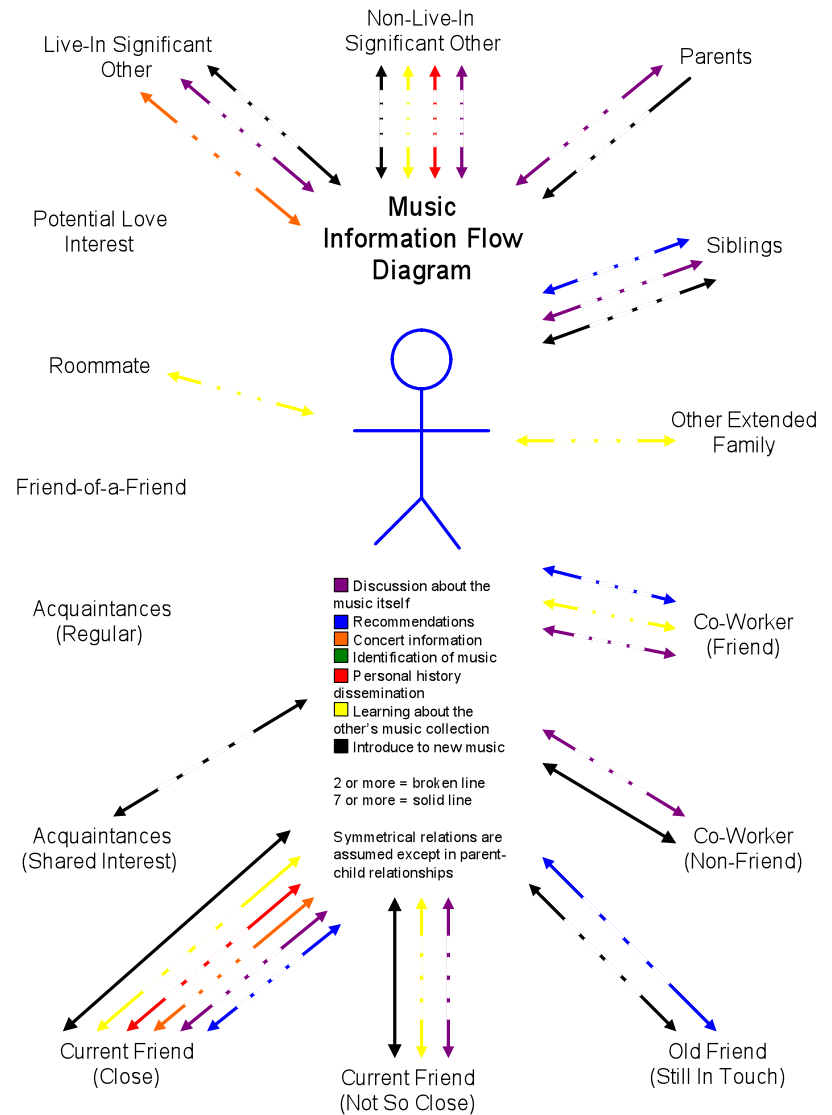 Non-Live-In
Significant Other
Live-In Significant
Other
Parents
Music
Information Flow
Diagram
Potential Love
Interest
Siblings
Roommate
Other Extended
Family
Friend-of-a-Friend
Acquaintances
(Regular)
Co-Worker
(Friend)
Discussion about the
music itself
Recommendations
Concert information
Identification of music
Personal history
dissemination
Learning about the
other's music collection
Introduce to new music
2 or more = broken line
7 or more = solid line
Symmetrical relations are
assumed except in parent-
child relationships
Acquaintances
(Shared Interest)
Co-Worker
(Non-Friend)
Current Friend
(Close)
Current Friend
(Not So Close)
Old Friend
(Still In Touch)